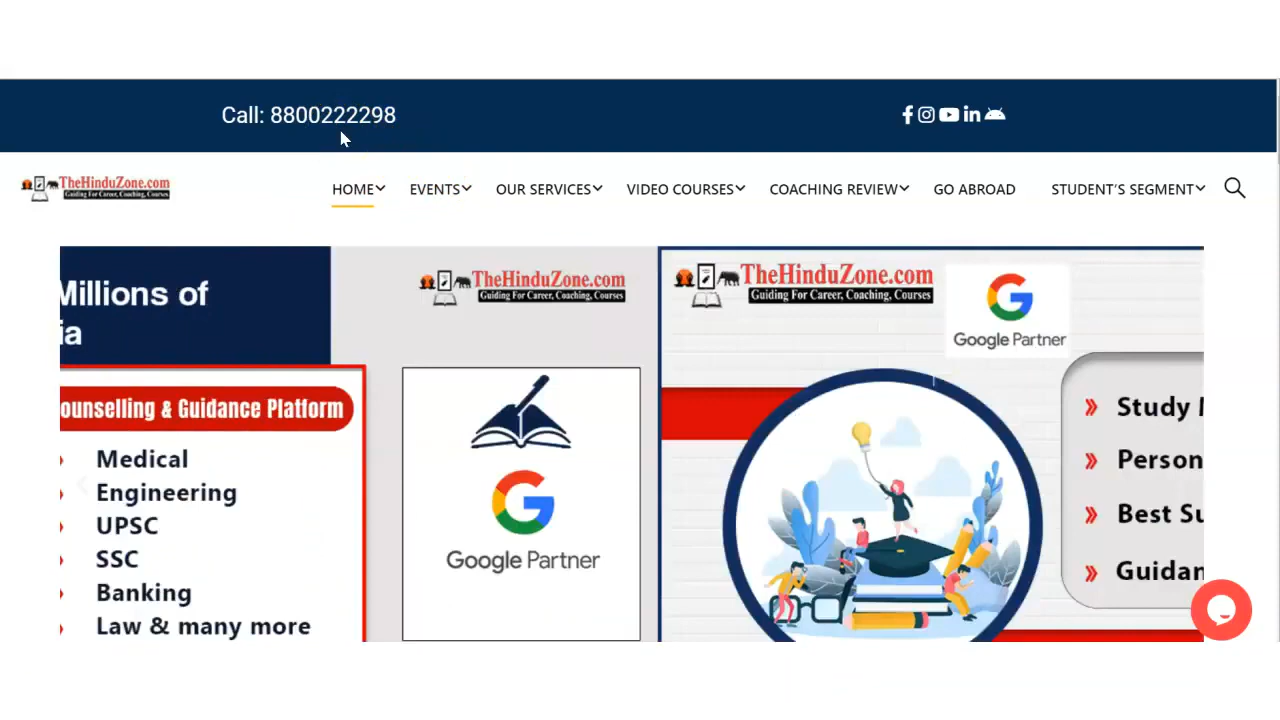 Call: 8800222298
TheHinduZone.com
Guiding For Career, Coaching, Courses
HOME EVENTS OUR SERVICES VIDEO COURSES COACHING REVIEW GO ABROAD STUDENT'S SEGMENT
Millions of
ia
ounselling & Guidance Platform
Medical
Engineering
UPSC
SSC
Banking
Law & many more
TheHinduZone.com
Guiding For Career, Coaching, Courses
Google Partner
TheHinduZone.com
Guiding For Career, Coaching, Courses
Google Partner
Study
Person
Best Su
Guidan